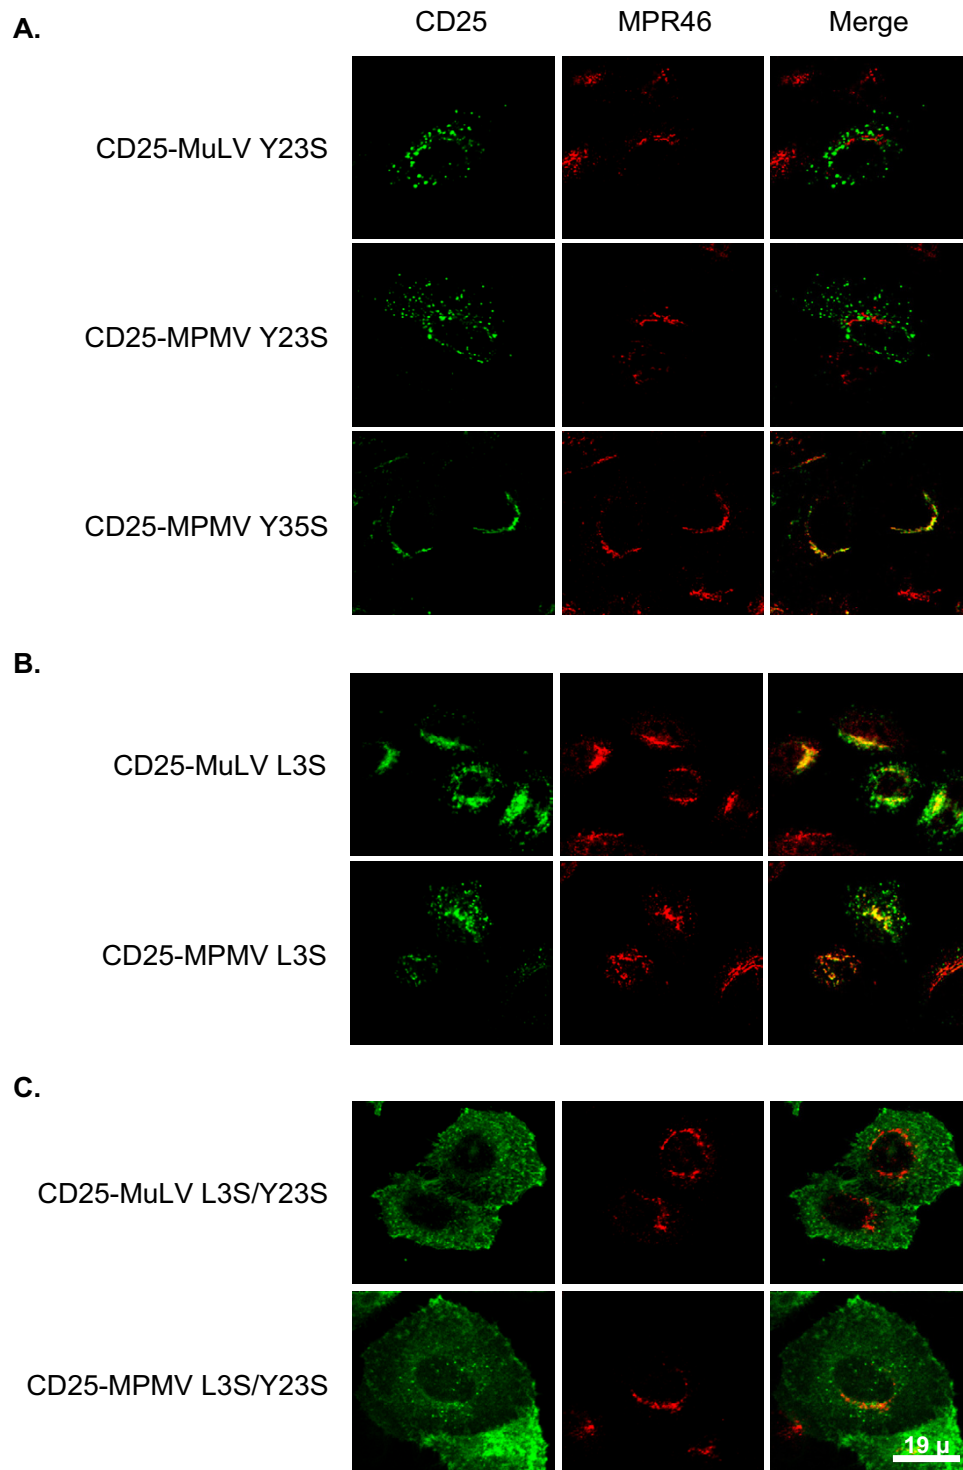 A.
CD25 MPR46 Merge
CD25-MuLV Y23S
CD25-MPMV Y23S
CD25-MPMV Y35S
B.
CD25-MuLV L3S
CD25-MPMV L3S
C.
CD25-MuLV L3S/Y23S
CD25-MPMV L3S/Y23S
19 μ